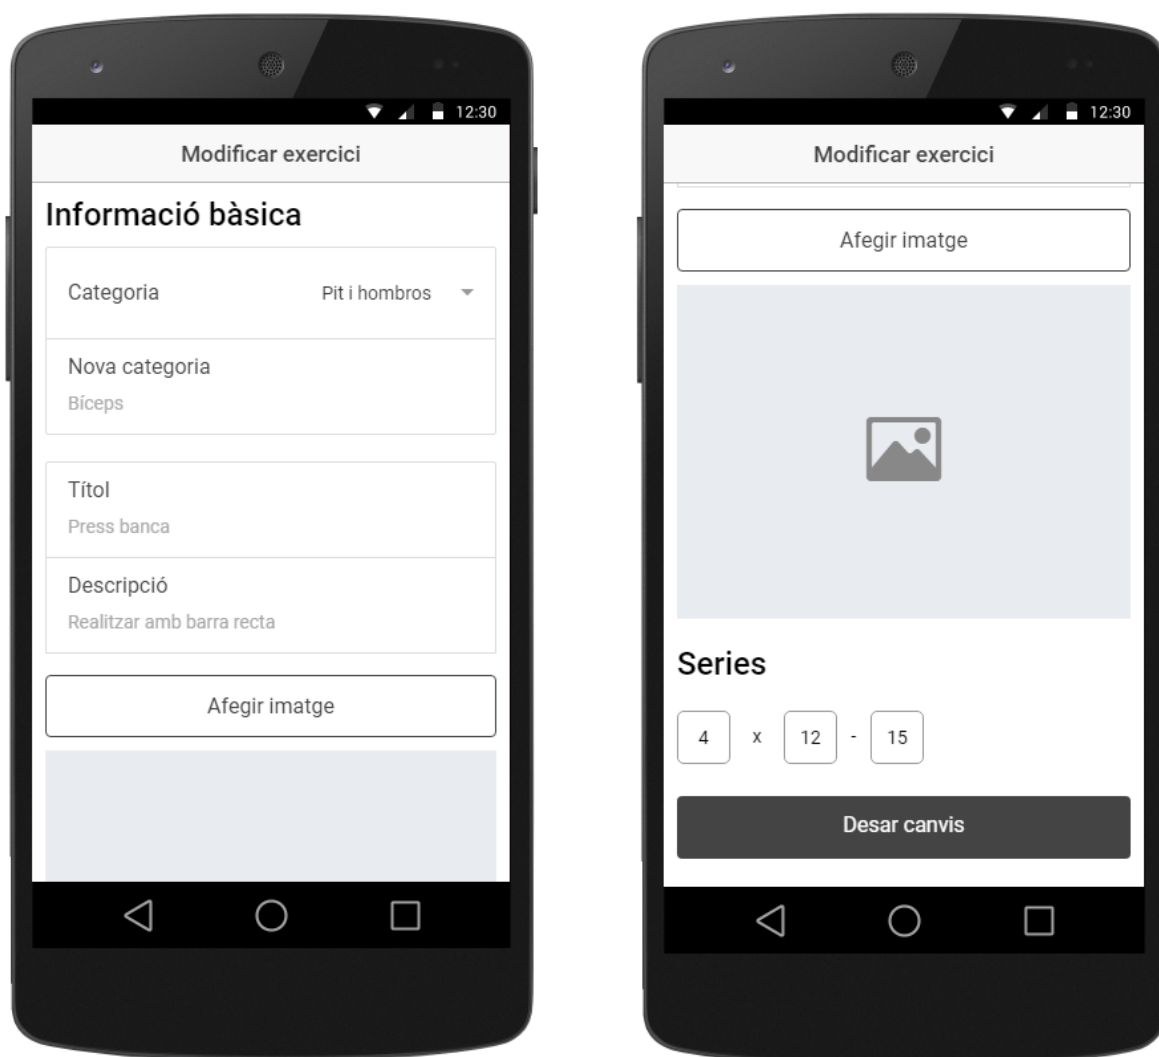 12:30
Modificar exercici
Informació bàsica
Categoria Pit i hombros
Nova categoria
Bíceps
Títol
Press banca
Descripció
Realitzar amb barra recta
Afegir imatge
12:30
Modificar exercici
Afegir imatge
Series
4 x 12 - 15
Desar canvis